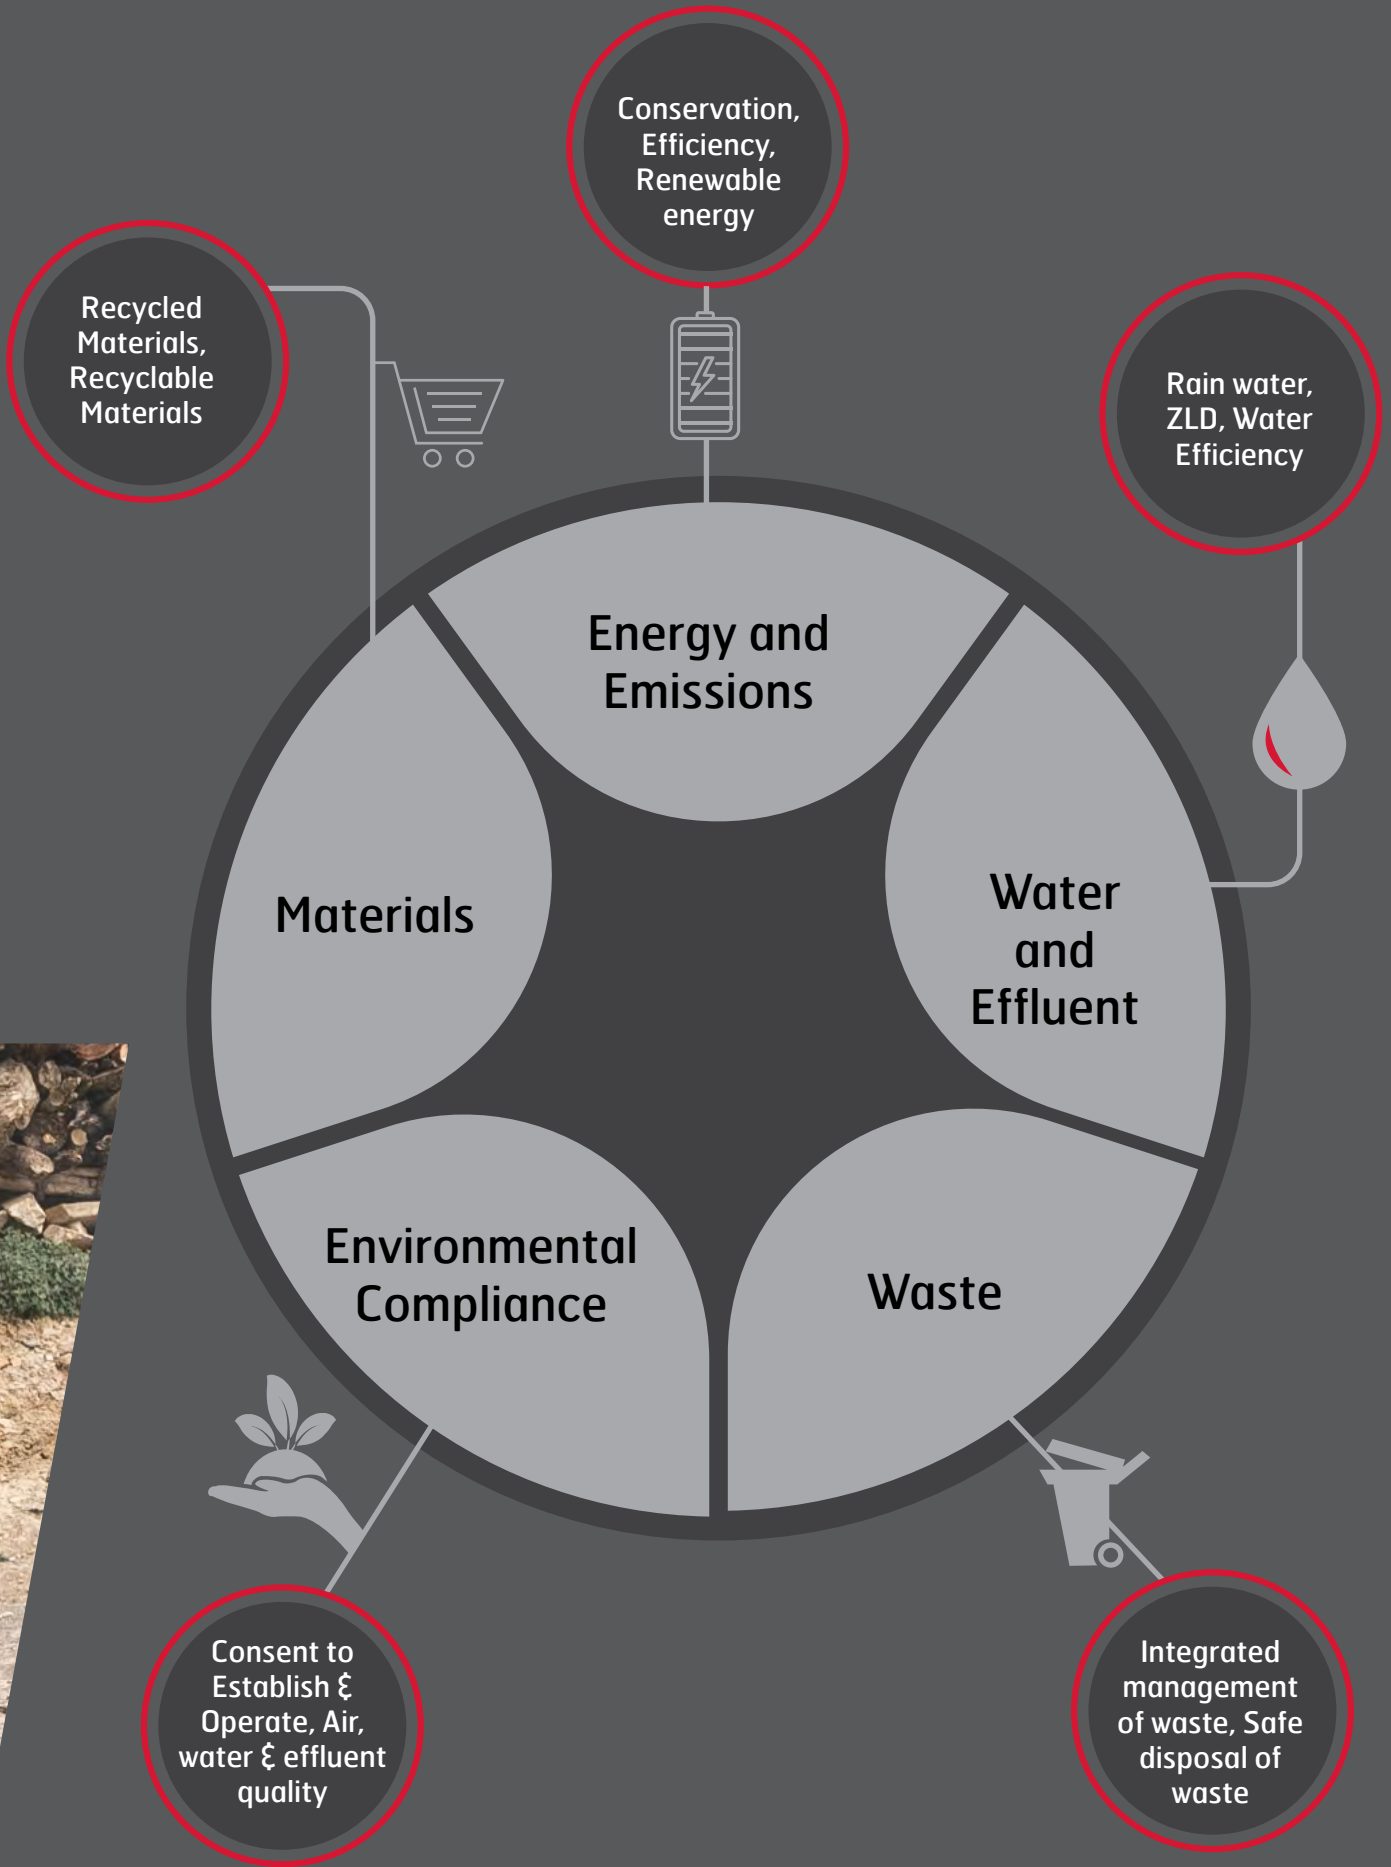 Conservation,
Efficiency,
Renewable
energy
Recycled
Materials,
Recyclable
Materials
Rain water,
ZLD, Water
Efficiency
Energy and
Emissions
Materials
Water
and
Effluent
Environmental
Compliance
Waste
Consent to
Establish &
Operate, Air,
water & effluent
quality
Integrated
management
of waste, Safe
disposal of
waste